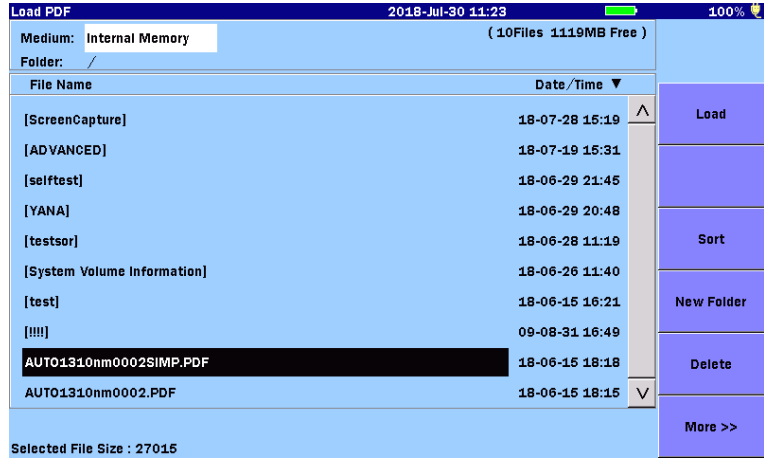 Load PDF 2018-Jul-30 11:23 100%
Medium: Internal Memory (10Files 1119MB Free)
Folder: /
File Name Date/Time ▼
[ScreenCapture] 18-07-28 15:19
[ADVANCED] 18-07-19 15:31
[selftest] 18-06-29 21:45
[YANA] 18-06-29 20:48
[testsor] 18-06-28 11:19
[System Volume Information] 18-06-26 11:40
[test] 18-06-15 16:21
[!!!!] 09-08-31 16:49
AUTO1310nm0002SIMP.PDF 18-06-15 18:18
AUTO1310nm0002.PDF 18-06-15 18:15
Selected File Size : 27015
Load
Sort
New Folder
Delete
More >>